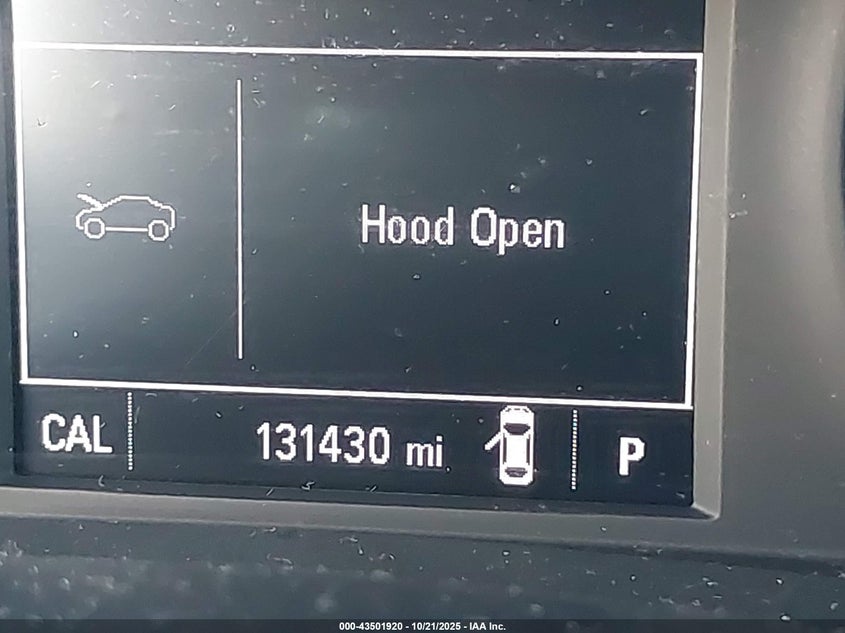 Hood Open
CAL 131430 mi P
000-43501920 - 10/21/2025 - IAA Inc.